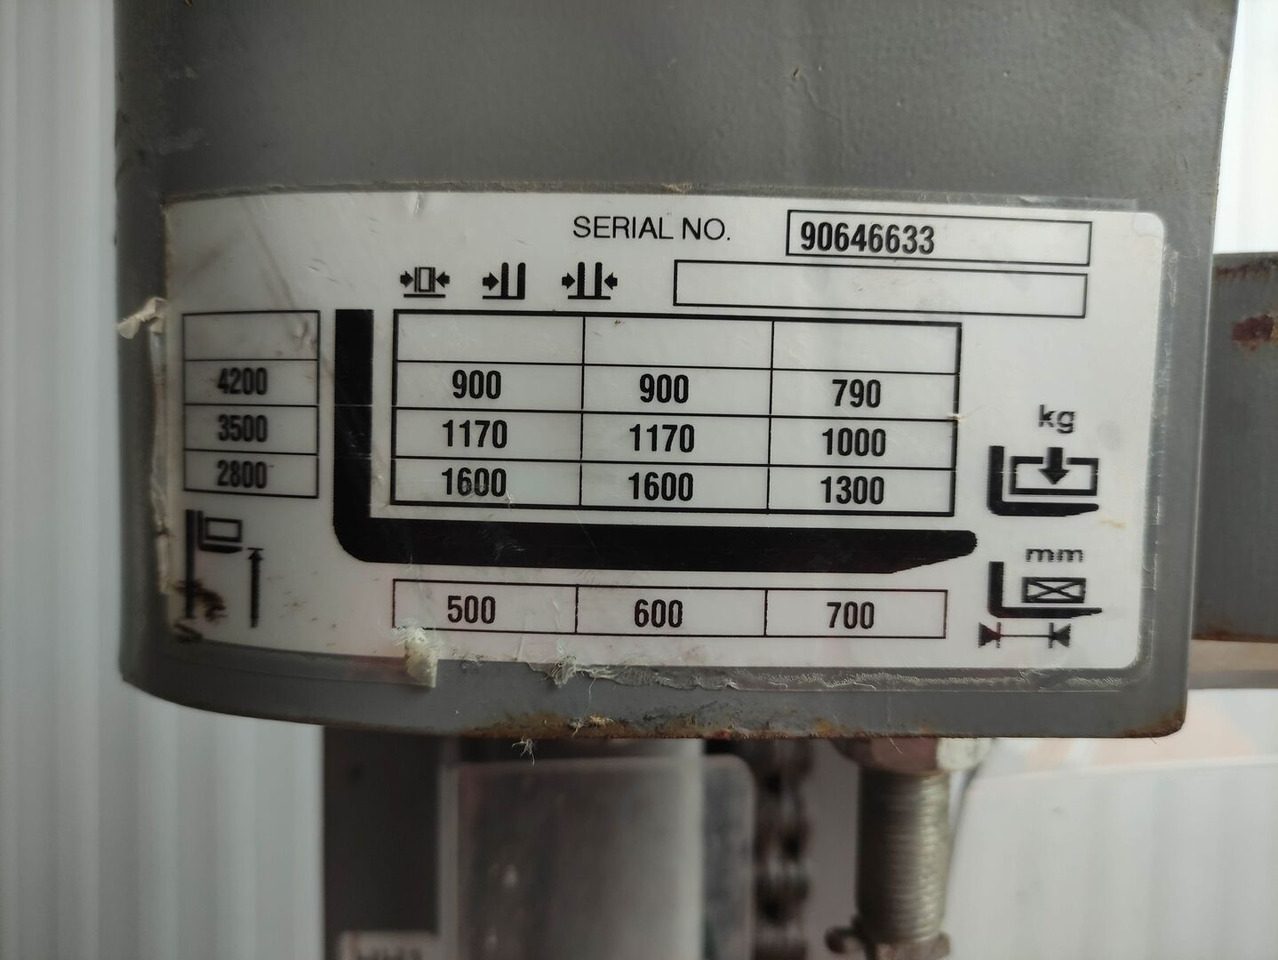 SERIAL NO. 90646633
4200 900 900 790
3500 1170 1170 1000
2800 1600 1600 1300
kg
mm
500 600 700